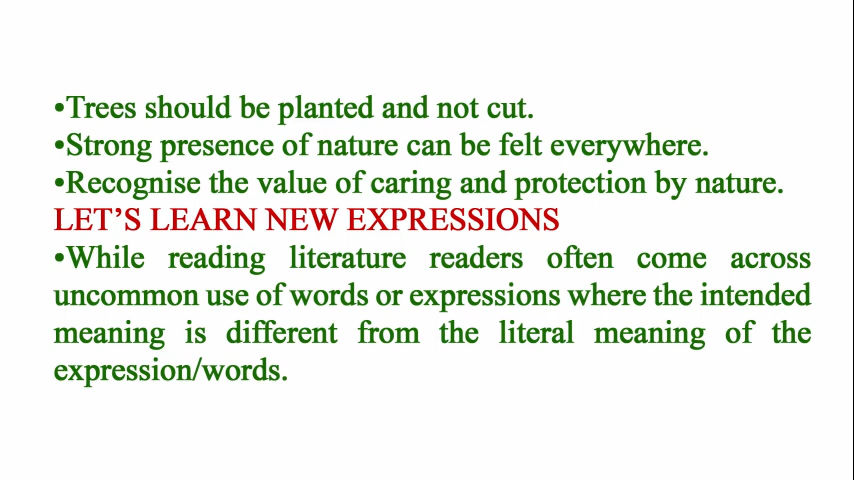 •Trees should be planted and not cut.
•Strong presence of nature can be felt everywhere.
•Recognise the value of caring and protection by nature.
LET’S LEARN NEW EXPRESSIONS
•While reading literature readers often come across
uncommon use of words or expressions where the intended
meaning is different from the literal meaning of the
expression/words.